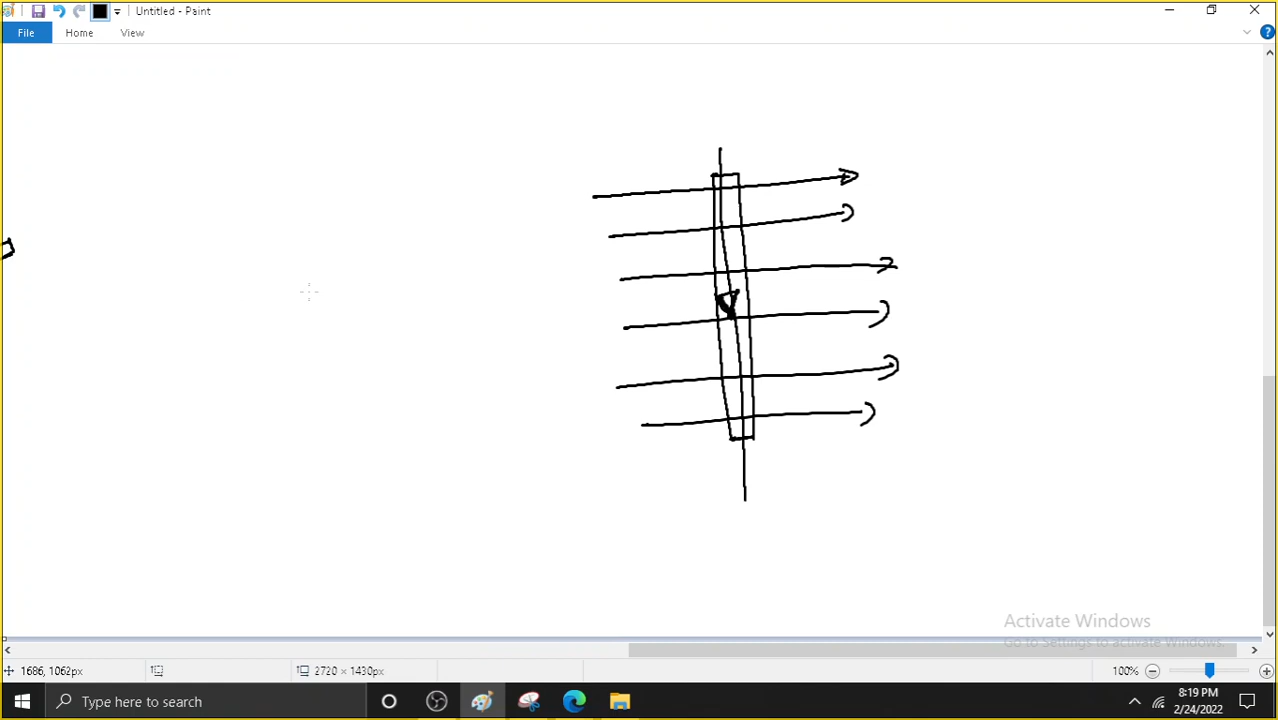 Untitled - Paint
File Home View
Activate Windows
Go to Settings to activate Windows.
1686, 1062px 2720 × 1430px 100%
Type here to search
8:19 PM
2/24/2022